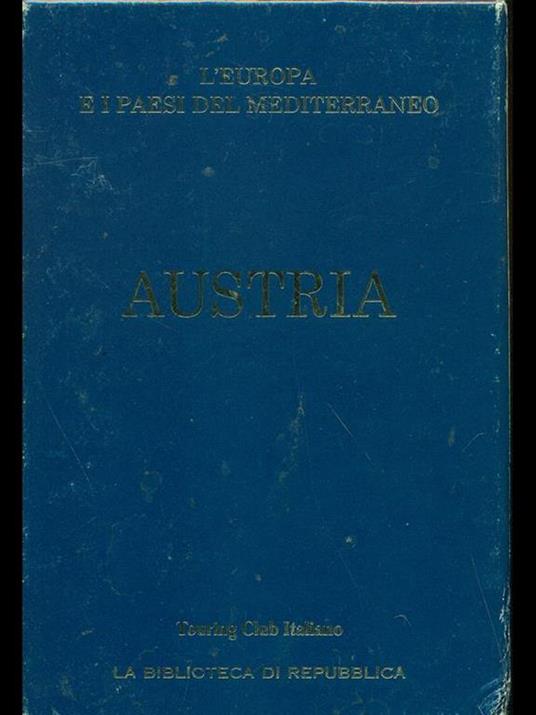 L'EUROPA
E I PAESI DEL MEDITERRANEO
AUSTRIA
Touring Club Italiano
LA BIBLIOTECA DI REPUBBLICA